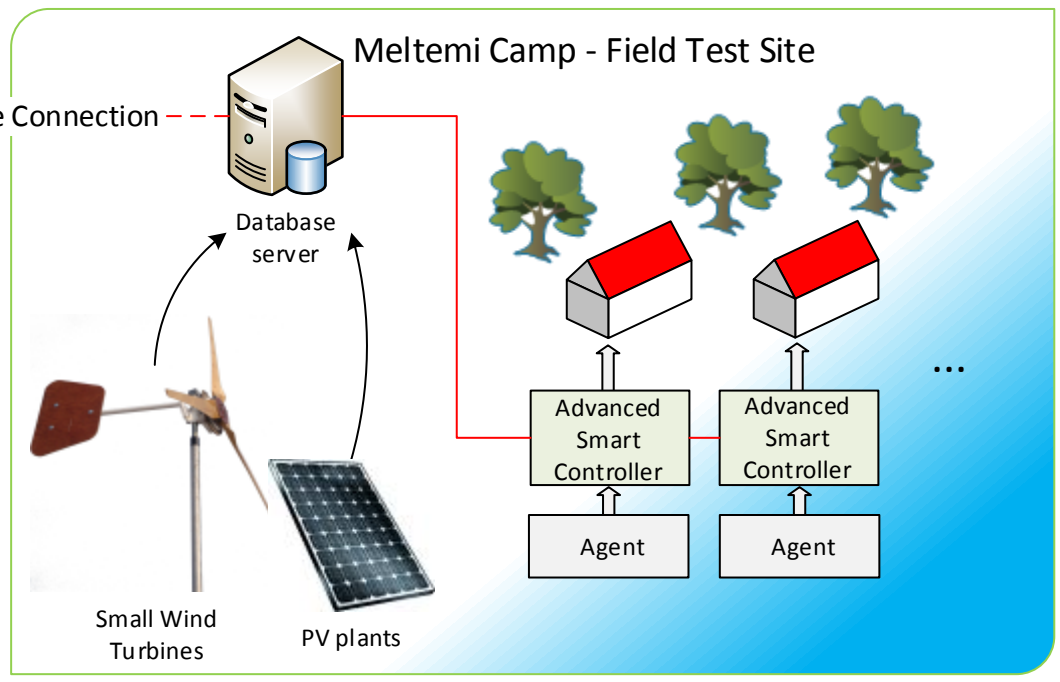 Meltemi Camp - Field Test Site
e Connection
Database
server
...
Advanced
Smart
Controller
Advanced
Smart
Controller
Agent
Agent
Small Wind
Turbines
PV plants